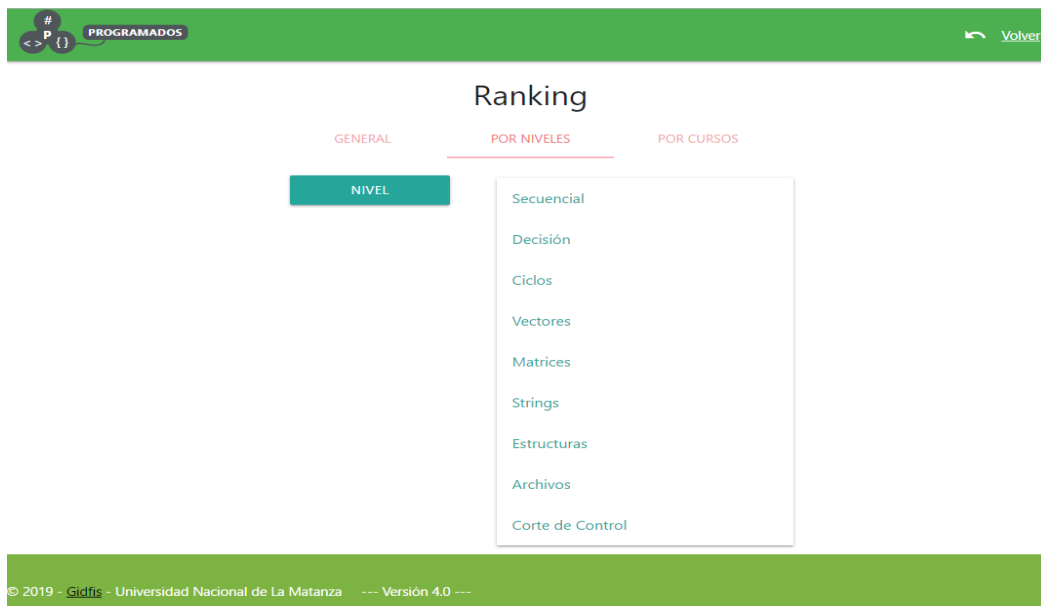 #
P
< > { }
PROGRAMADOS
Volver
Ranking
GENERAL POR NIVELES POR CURSOS
NIVEL
Secuencial
Decisión
Ciclos
Vectores
Matrices
Strings
Estructuras
Archivos
Corte de Control
© 2019 - Gidfis - Universidad Nacional de La Matanza --- Versión 4.0 ---